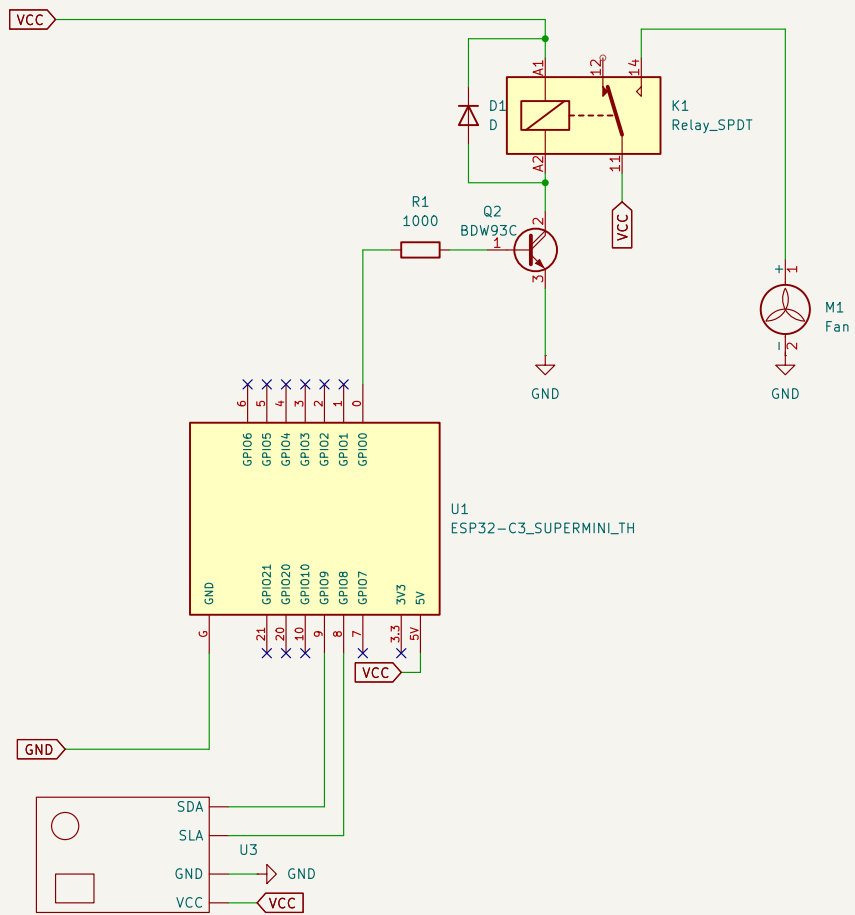 VCC
A1
12
14
D1
D
K1
Relay_SPDT
A2
11
VCC
R1
1000
Q2
BDW93C
1
2
3
GND
+
1
M1
Fan
-
2
GND
6
5
4
3
2
1
0
GPIO6
GPIO5
GPIO4
GPIO3
GPIO2
GPIO1
GPIO0
U1
ESP32-C3_SUPERMINI_TH
GND
GPIO21
GPIO20
GPIO10
GPIO9
GPIO8
GPIO7
3V3
5V
G
21
20
10
9
8
7
3.3
5V
VCC
GND
SDA
SLA
U3
GND
GND
VCC
VCC